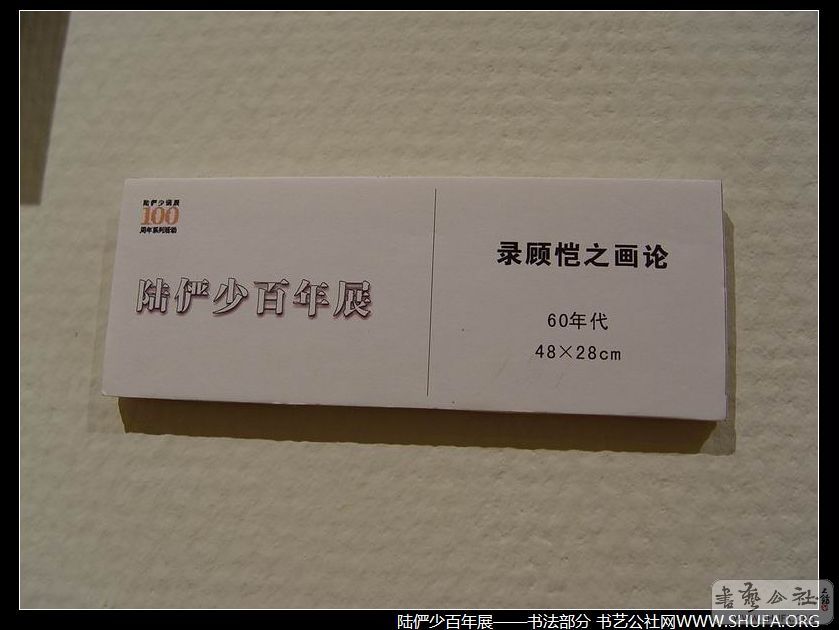 陆俨少诞辰
100
周年系列活动
陆俨少百年展
录顾恺之画论
60年代
48×28cm
书艺公社
陆俨少百年展——书法部分 书艺公社网WWW.SHUFA.ORG